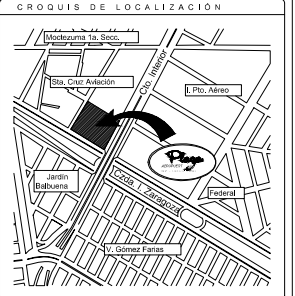 CROQUIS DE LOCALIZACIÓN
Moctezuma 1a. Secc.
Cto. Interior
Sta. Cruz Aviación
I. Pto. Aéreo
Plaza
Jardín
Balbuena
Czda. I. Zaragoza
Federal
V. Gómez Farías